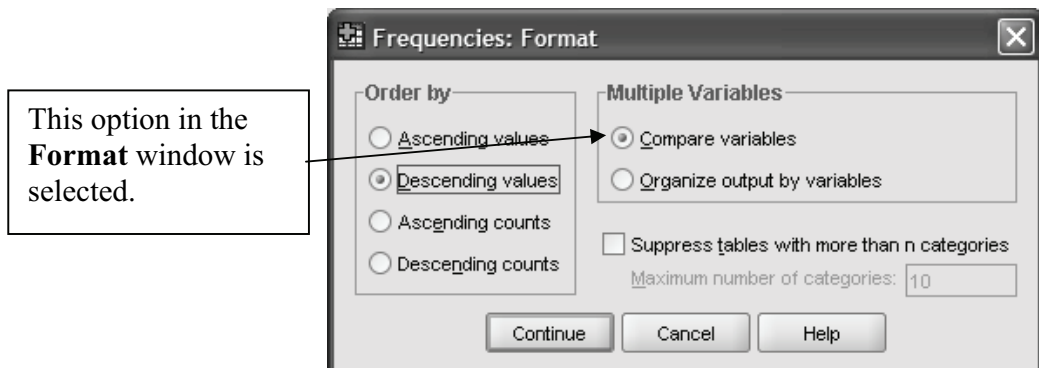 Frequencies: Format
This option in the
Format window is
selected.
Order by
Ascending values
Descending values
Ascending counts
Descending counts
Multiple Variables
Compare variables
Organize output by variables
Suppress tables with more than n categories
Maximum number of categories: 10
Continue Cancel Help